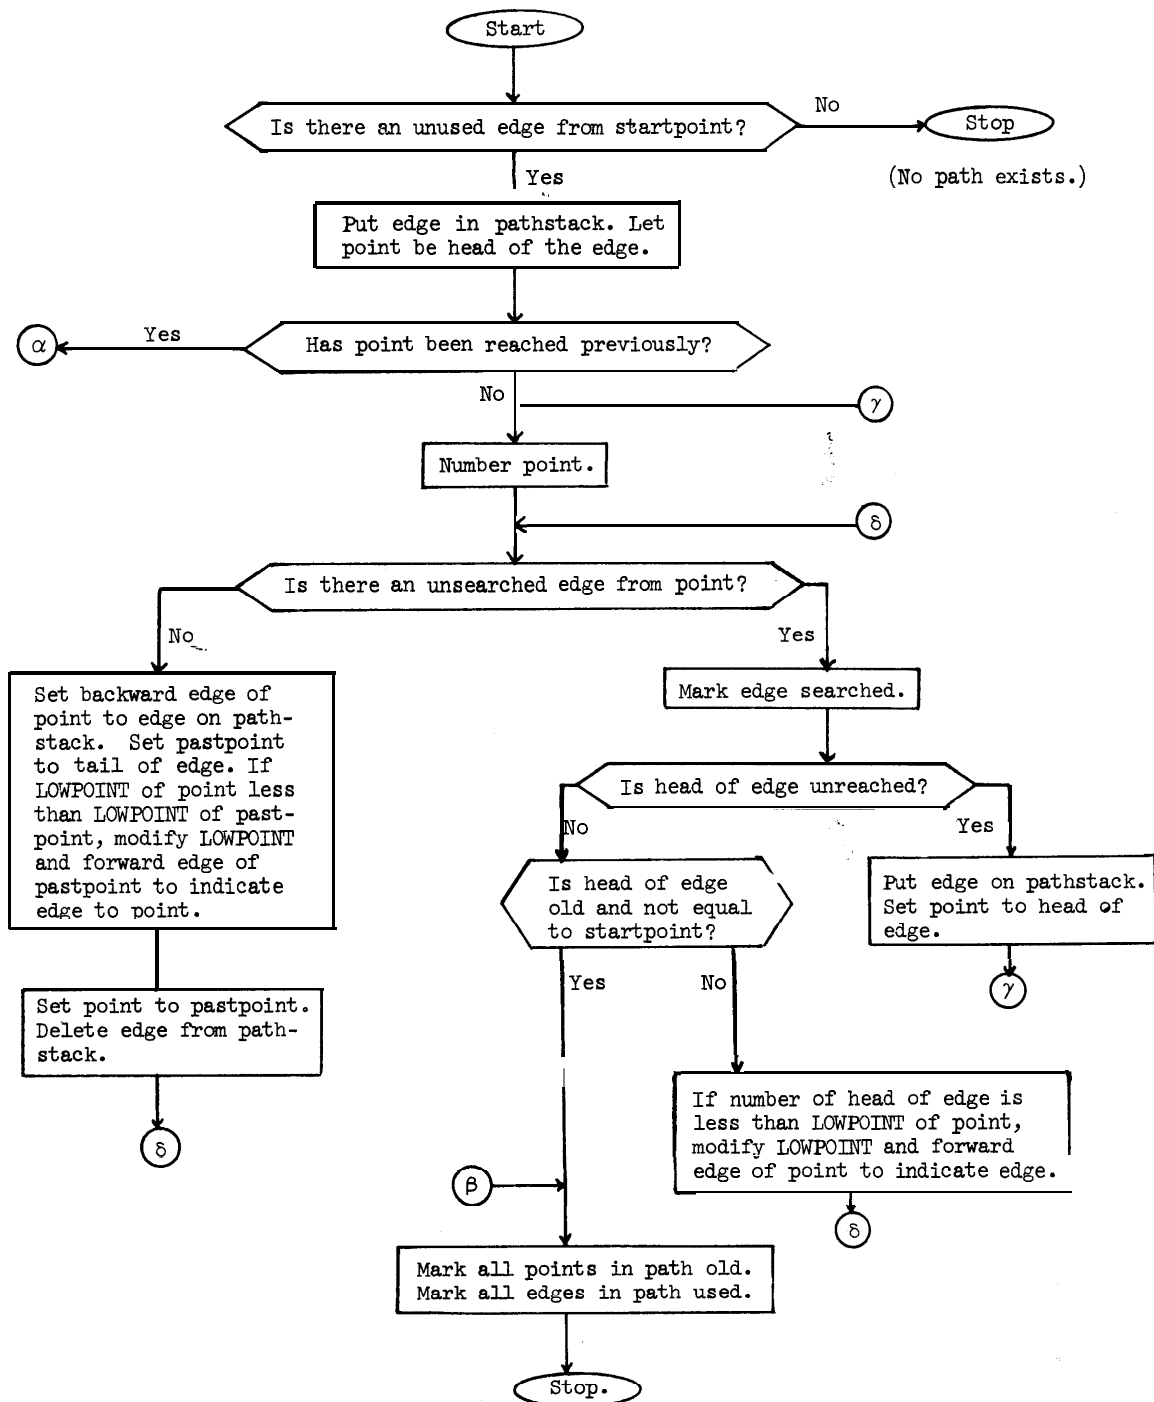 Start
Is there an unused edge from startpoint?
No
Stop
(No path exists.)
Yes
Put edge in pathstack. Let
point be head of the edge.
Has point been reached previously?
Yes
α
No
γ
Number point.
δ
Is there an unsearched edge from point?
No
Yes
Set backward edge of
point to edge on path-
stack. Set pastpoint
to tail of edge. If
LOWPOINT of point less
than LOWPOINT of past-
point, modify LOWPOINT
and forward edge of
pastpoint to indicate
edge to point.
Set point to pastpoint.
Delete edge from path-
stack.
δ
Mark edge searched.
Is head of edge unreached?
No
Yes
Is head of edge
old and not equal
to startpoint?
Put edge on pathstack.
Set point to head of
edge.
γ
Yes
No
If number of head of edge is
less than LOWPOINT of point,
modify LOWPOINT and forward
edge of point to indicate edge.
δ
β
Mark all points in path old.
Mark all edges in path used.
Stop.